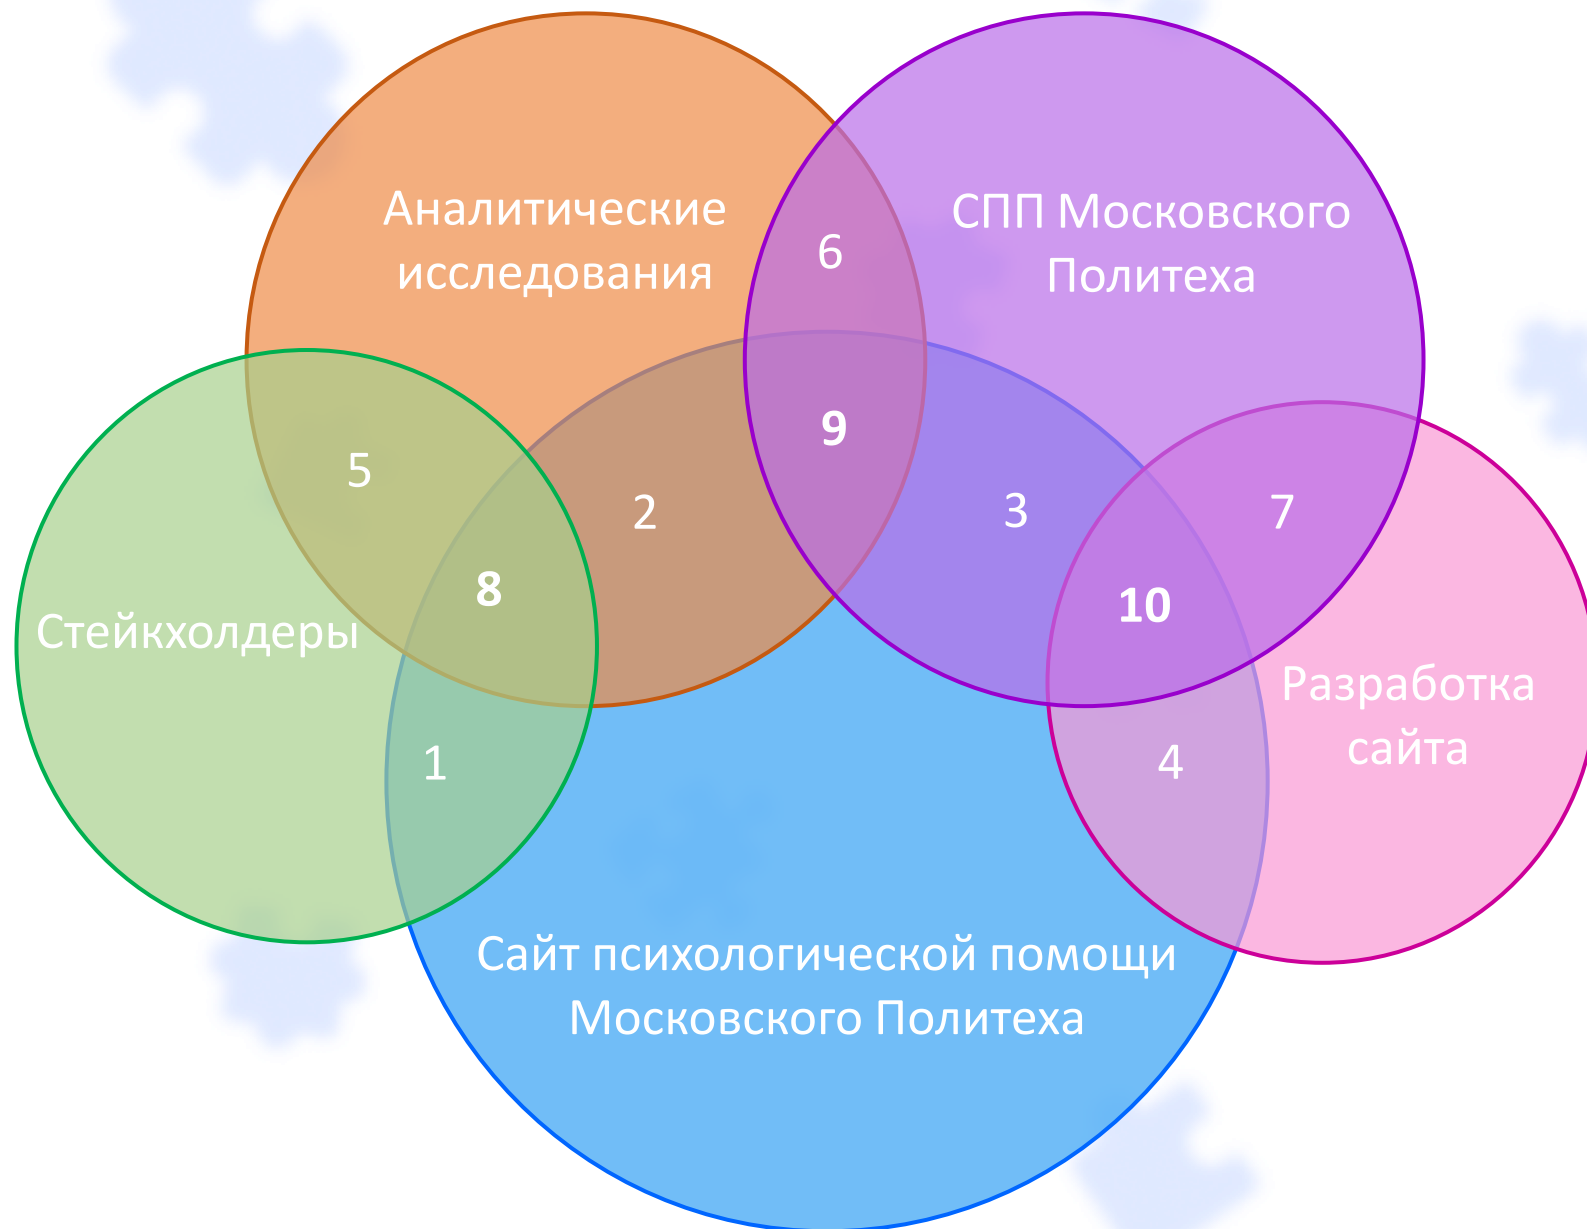 Аналитические
исследования
СПП Московского
Политеха
6
9
5
2
3
7
8
10
Стейкхолдеры
Разработка
сайта
1
4
Сайт психологической помощи
Московского Политеха